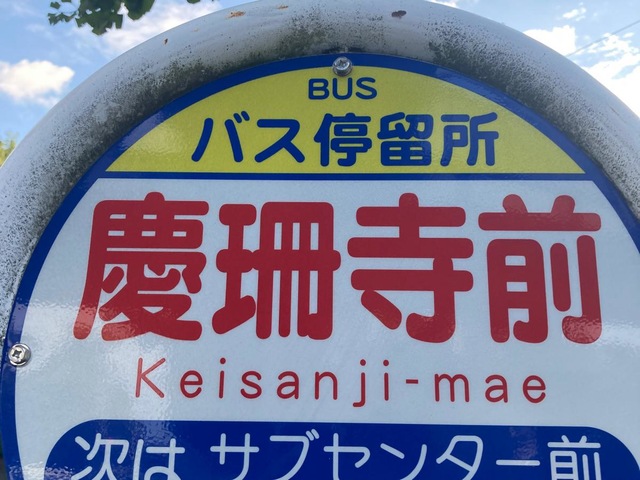 BUS
バス停留所
慶珊寺前
Keisanji-mae
次は サブセンター前